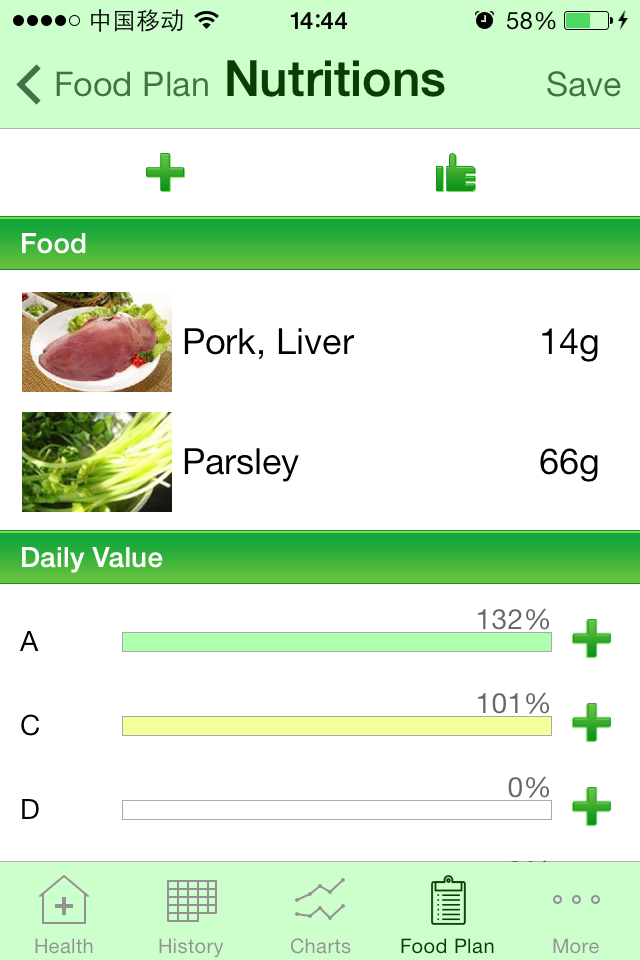 中国移动 14:44 58%
Food Plan Nutritions Save
Food
Pork, Liver 14g
Parsley 66g
Daily Value
132%
A
101%
C
0%
D
Health History Charts Food Plan More